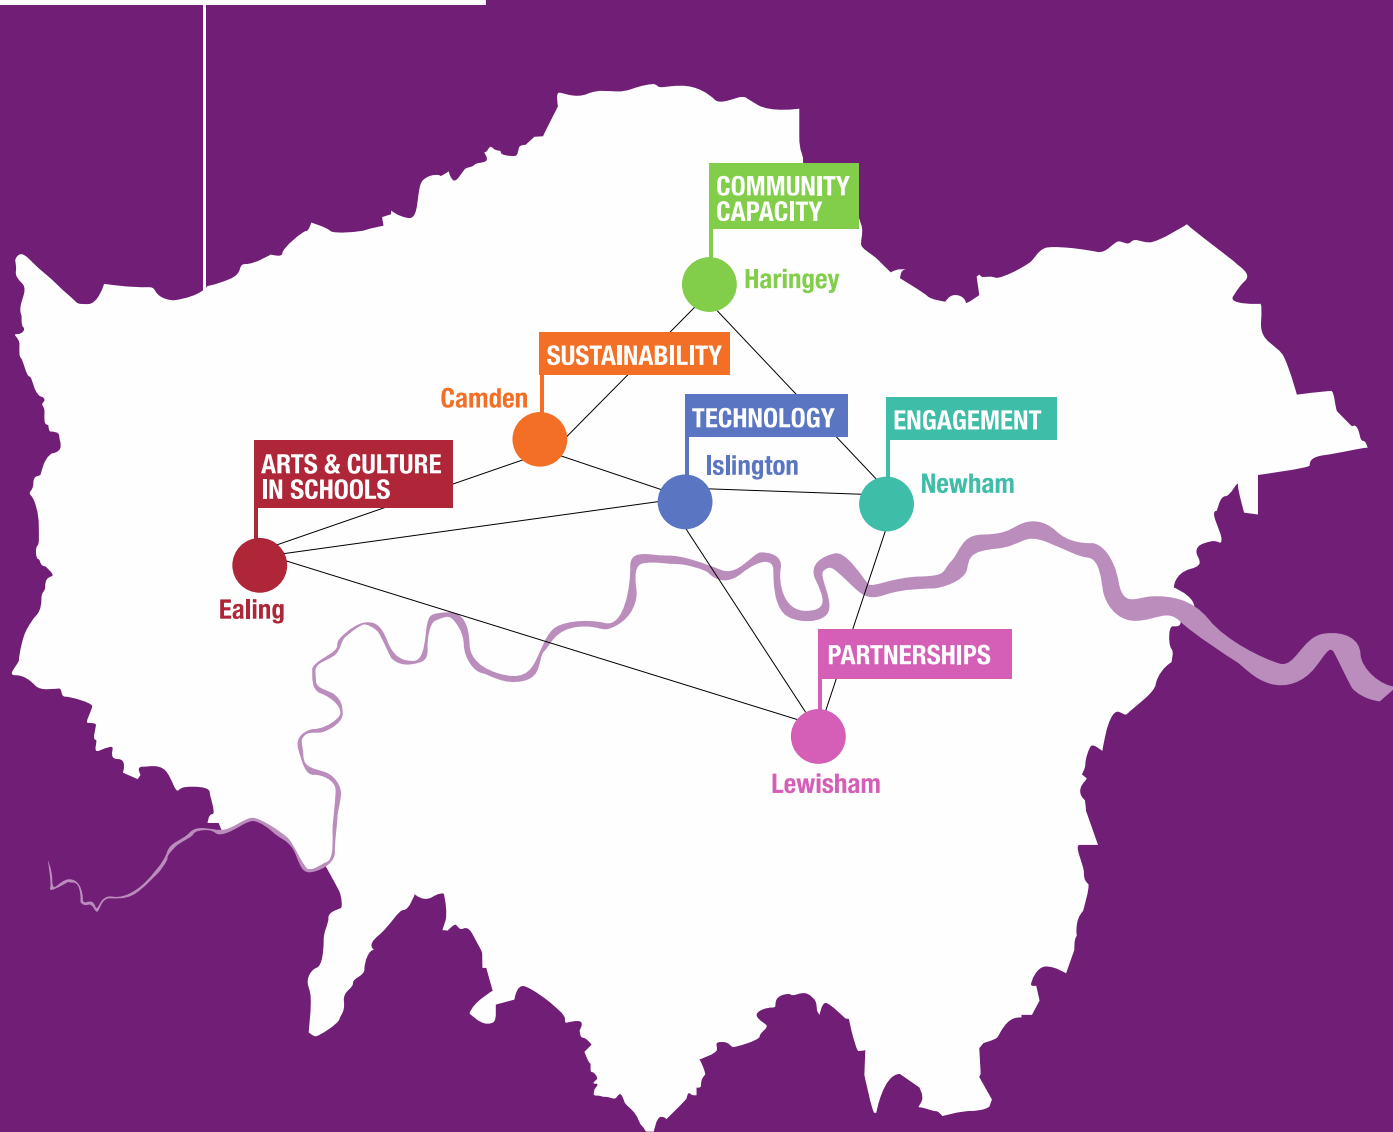 COMMUNITY
CAPACITY
Haringey
SUSTAINABILITY
Camden
TECHNOLOGY
Islington
ENGAGEMENT
Newham
ARTS & CULTURE
IN SCHOOLS
Ealing
PARTNERSHIPS
Lewisham